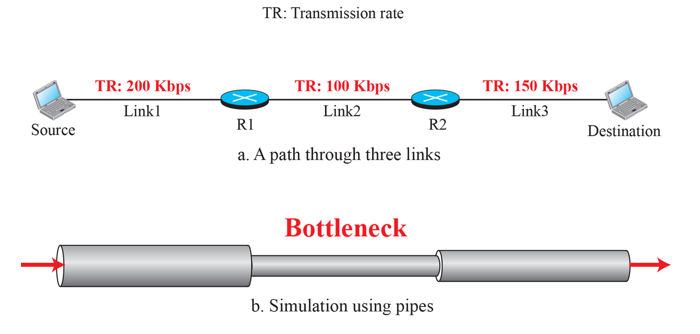 TR: Transmission rate
TR: 200 Kbps
TR: 100 Kbps
TR: 150 Kbps
Link1
Link2
Link3
Source
R1
R2
Destination
a. A path through three links
Bottleneck
b. Simulation using pipes